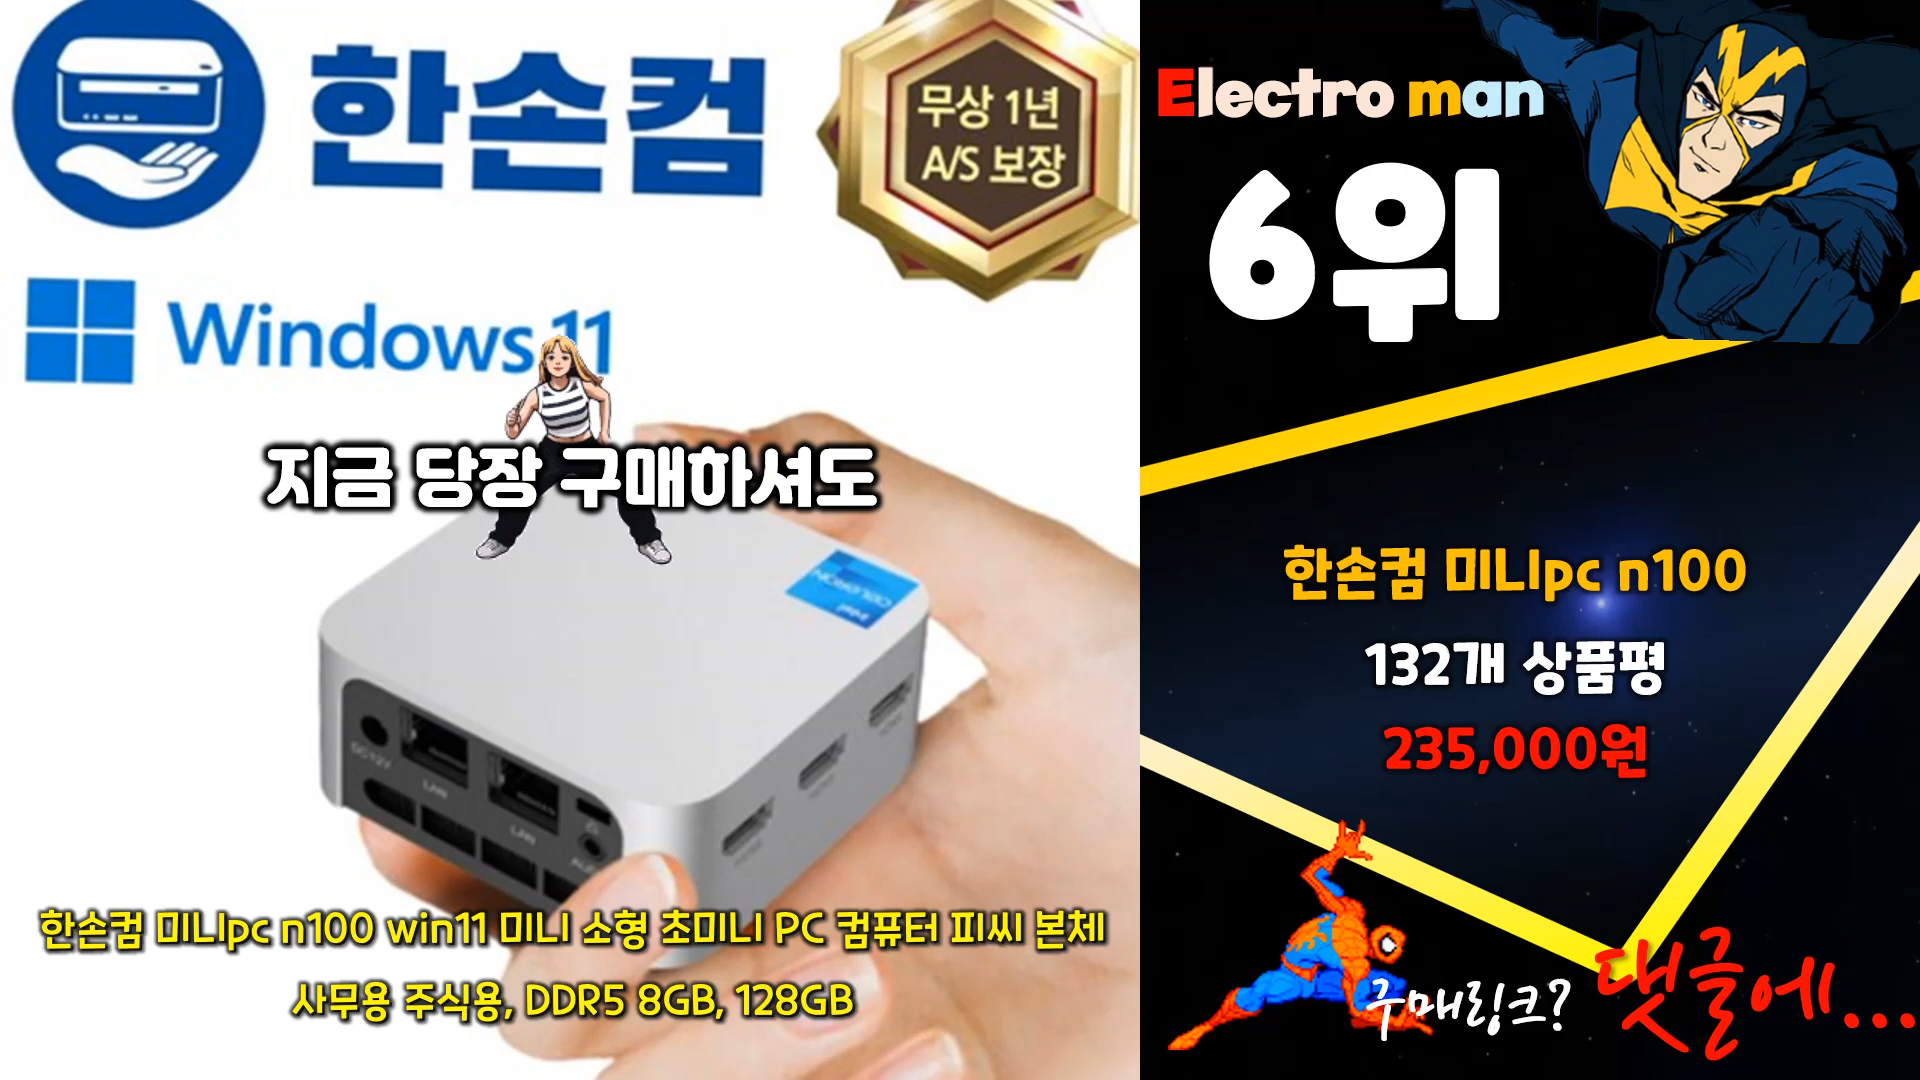 한손컴
무상 1년
A/S 보장
Windows 11
지금 당장 구매하셔도
DC12V
LAN
LAN
한손컴 미니pc n100 win11 미니 소형 초미니 PC 컴퓨터 피씨 본체
사무용 주식용, DDR5 8GB, 128GB
Electro man
6위
한손컴 미니pc n100
132개 상품평
235,000원
구매링크?
댓글에...